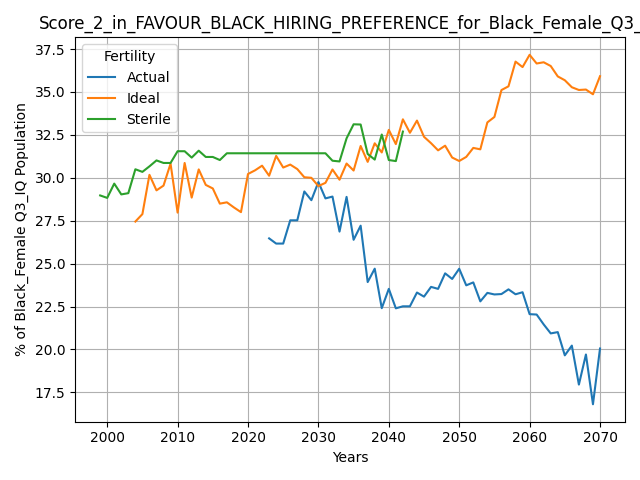 Score_2_in_FAVOUR_BLACK_HIRING_PREFERENCE_for_Black_Female_Q3_
Fertility
Actual
Ideal
Sterile
% of Black_Female Q3_IQ Population
37.5
35.0
32.5
30.0
27.5
25.0
22.5
20.0
17.5
2000
2010
2020
2030
2040
2050
2060
2070
Years